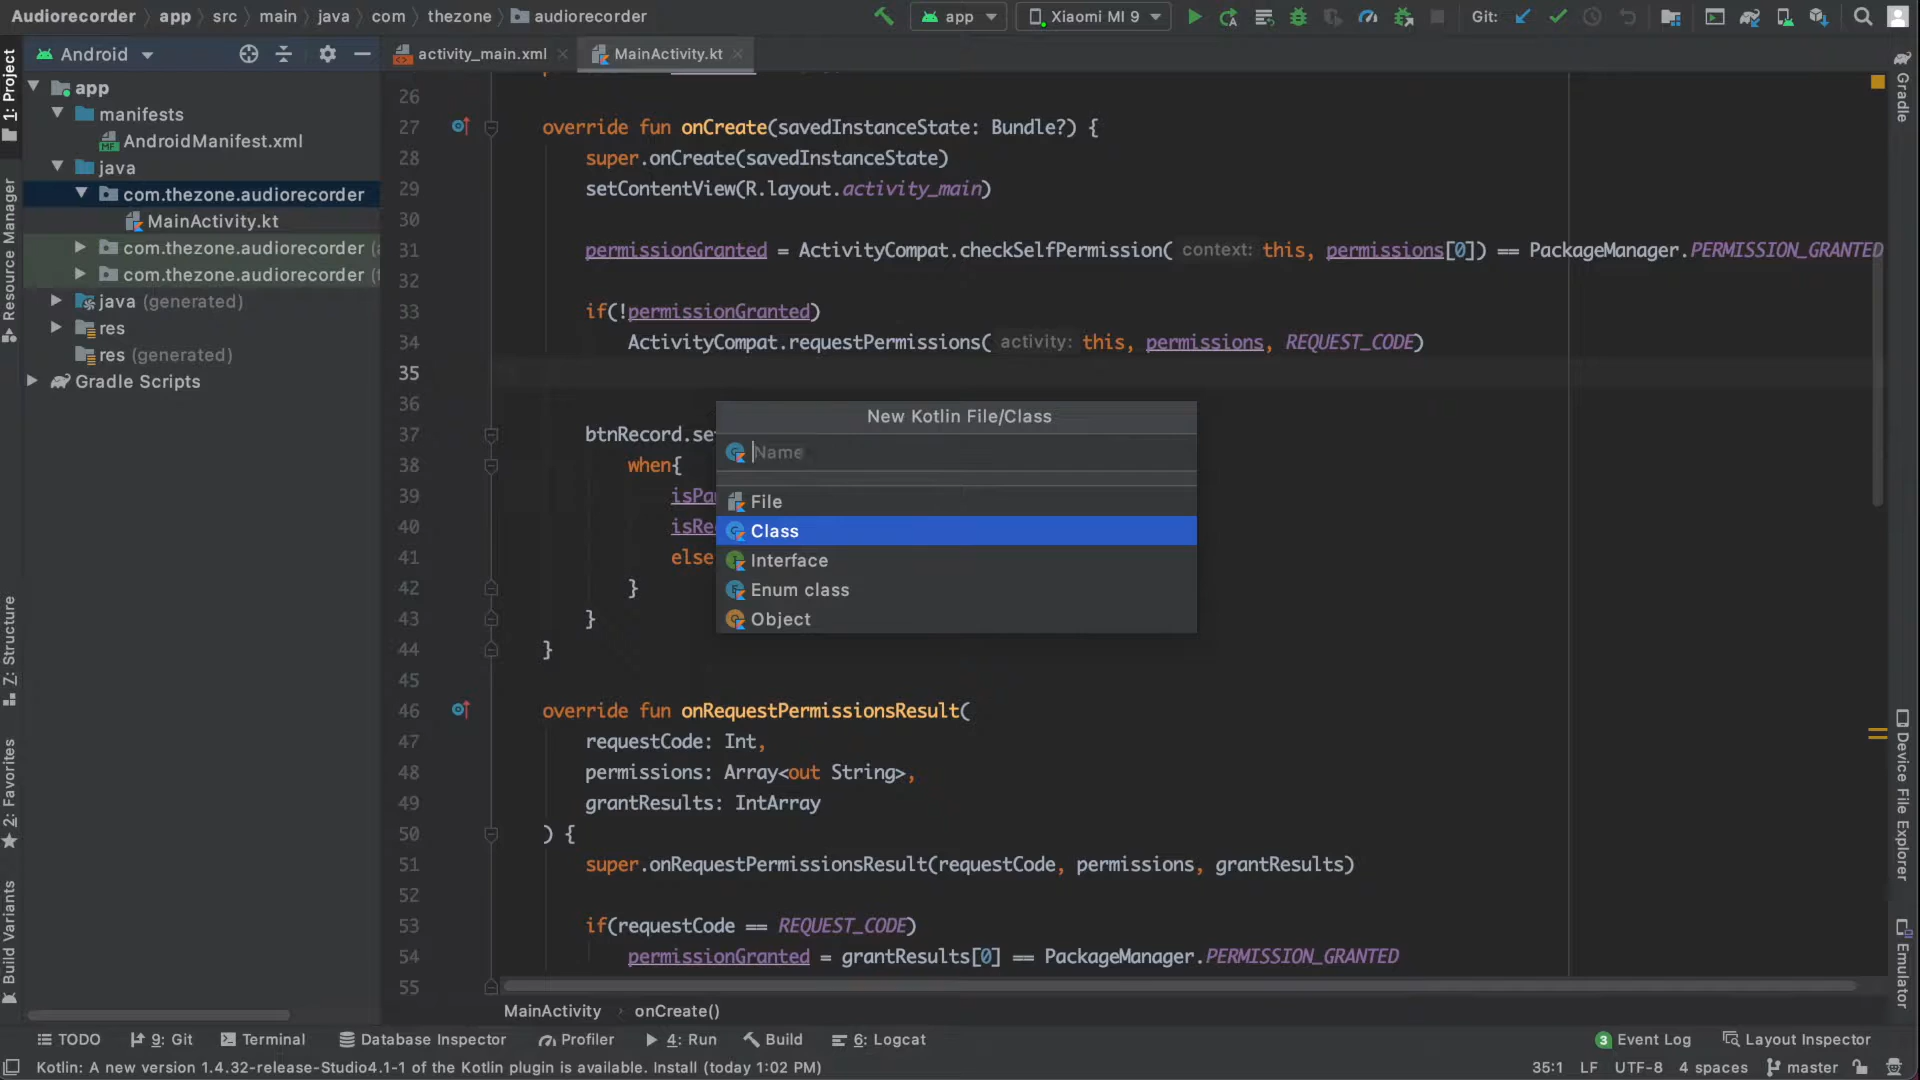 Audiorecorder › app › src › main › java › com › thezone › audiorecorder
app
Xiaomi MI 9
Git:
Android
activity_main.xml
MainActivity.kt
1: Project
Resource Manager
Z: Structure
2: Favorites
Build Variants
app
manifests
AndroidManifest.xml
java
com.thezone.audiorecorder
MainActivity.kt
com.thezone.audiorecorder (
com.thezone.audiorecorder (
java (generated)
res
res (generated)
Gradle Scripts
26
27 override fun onCreate(savedInstanceState: Bundle?) {
28 super.onCreate(savedInstanceState)
29 setContentView(R.layout.activity_main)
30
31 permissionGranted = ActivityCompat.checkSelfPermission( context: this, permissions[0]) == PackageManager.PERMISSION_GRANTED
32
33 if(!permissionGranted)
34 ActivityCompat.requestPermissions( activity: this, permissions, REQUEST_CODE)
35
36
37 btnRecord.se
38 when{
39 isPa
40 isRe
41 else
42 }
43 }
44 }
45
46 override fun onRequestPermissionsResult(
47 requestCode: Int,
48 permissions: Array<out String>,
49 grantResults: IntArray
50 ) {
51 super.onRequestPermissionsResult(requestCode, permissions, grantResults)
52
53 if(requestCode == REQUEST_CODE)
54 permissionGranted = grantResults[0] == PackageManager.PERMISSION_GRANTED
55
New Kotlin File/Class
Name
File
Class
Interface
Enum class
Object
Gradle
Device File Explorer
Emulator
MainActivity › onCreate()
TODO
9: Git
Terminal
Database Inspector
Profiler
4: Run
Build
6: Logcat
3 Event Log
Layout Inspector
Kotlin: A new version 1.4.32-release-Studio4.1-1 of the Kotlin plugin is available. Install (today 1:02 PM)
35:1 LF UTF-8 4 spaces master